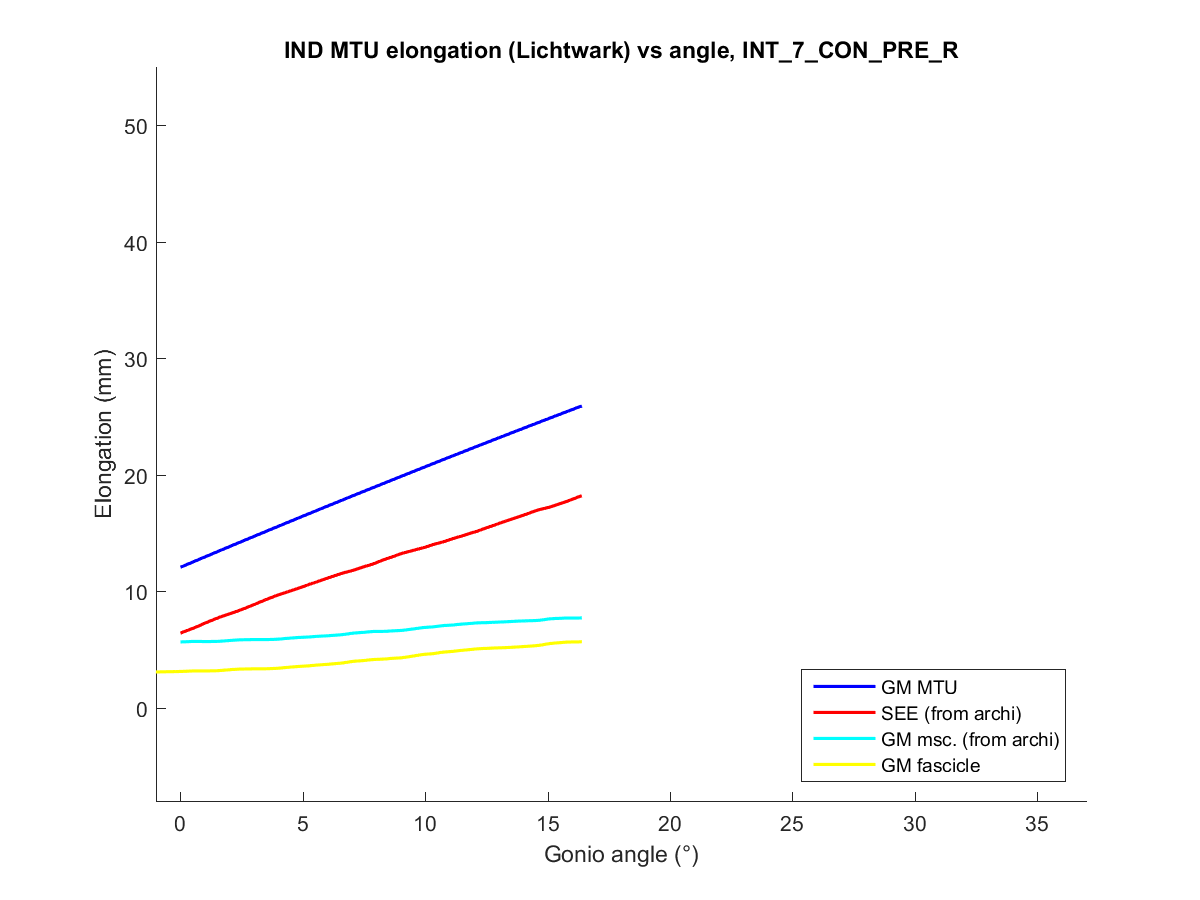 IND MTU elongation (Lichtwark) vs angle, INT_7_CON_PRE_R
50
40
30
20
10
0
Elongation (mm)
GM MTU
SEE (from archi)
GM msc. (from archi)
GM fascicle
0 5 10 15 20 25 30 35
Gonio angle (°)